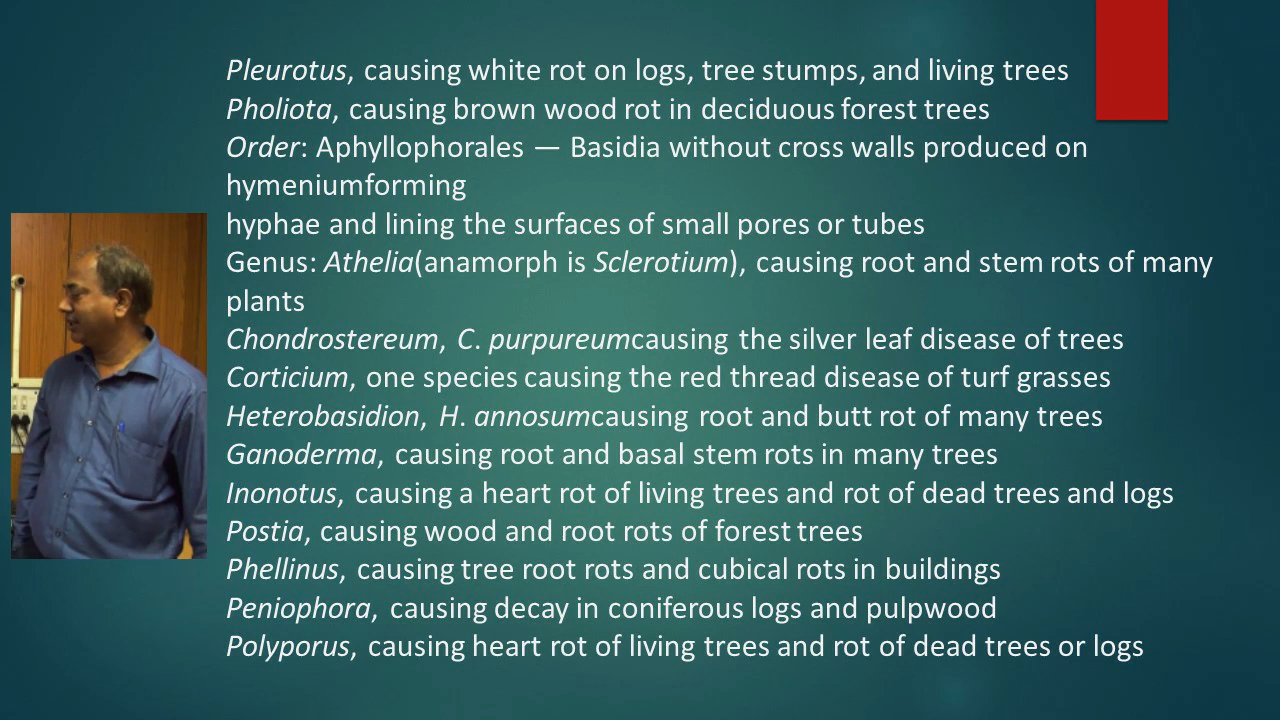 Pleurotus, causing white rot on logs, tree stumps, and living trees
Pholiota, causing brown wood rot in deciduous forest trees
Order: Aphyllophorales — Basidia without cross walls produced on
hymeniumforming
hyphae and lining the surfaces of small pores or tubes
Genus: Athelia(anamorph is Sclerotium), causing root and stem rots of many
plants
Chondrostereum, C. purpureumcausing the silver leaf disease of trees
Corticium, one species causing the red thread disease of turf grasses
Heterobasidion, H. annosumcausing root and butt rot of many trees
Ganoderma, causing root and basal stem rots in many trees
Inonotus, causing a heart rot of living trees and rot of dead trees and logs
Postia, causing wood and root rots of forest trees
Phellinus, causing tree root rots and cubical rots in buildings
Peniophora, causing decay in coniferous logs and pulpwood
Polyporus, causing heart rot of living trees and rot of dead trees or logs